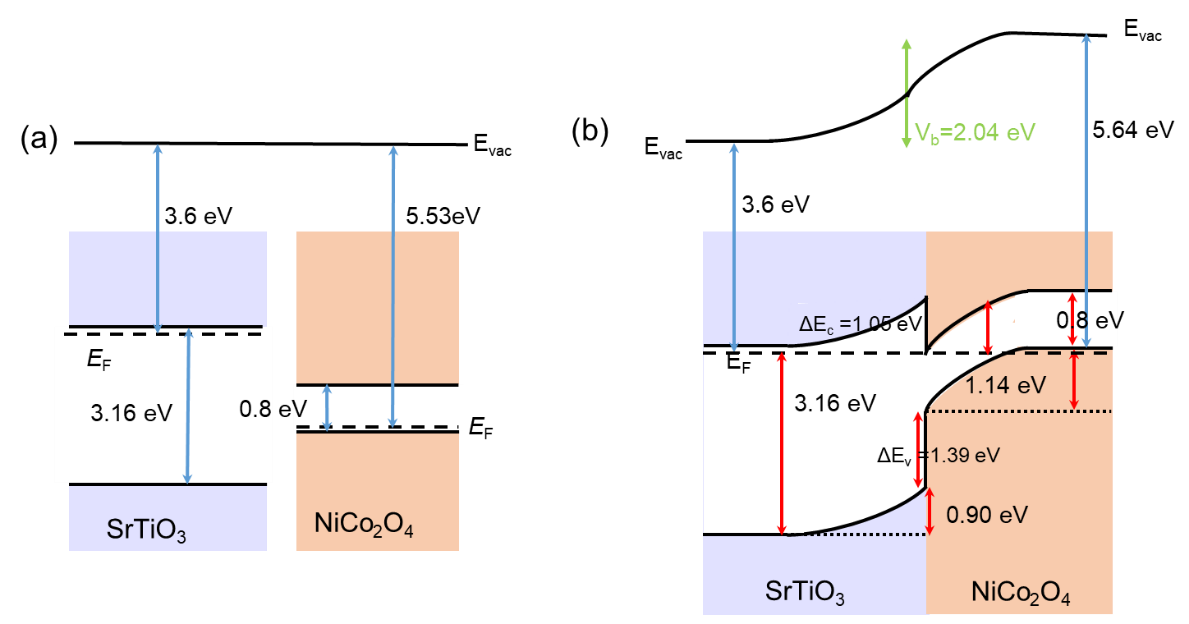 (a)
E_vac
3.6 eV
5.53eV
E_F
3.16 eV
0.8 eV
E_F
SrTiO₃
NiCo₂O₄
(b)
E_vac
E_vac
V_b=2.04 eV
5.64 eV
3.6 eV
ΔE_c =1.05 eV
0.8 eV
E_F
3.16 eV
1.14 eV
ΔE_v =1.39 eV
0.90 eV
SrTiO₃
NiCo₂O₄